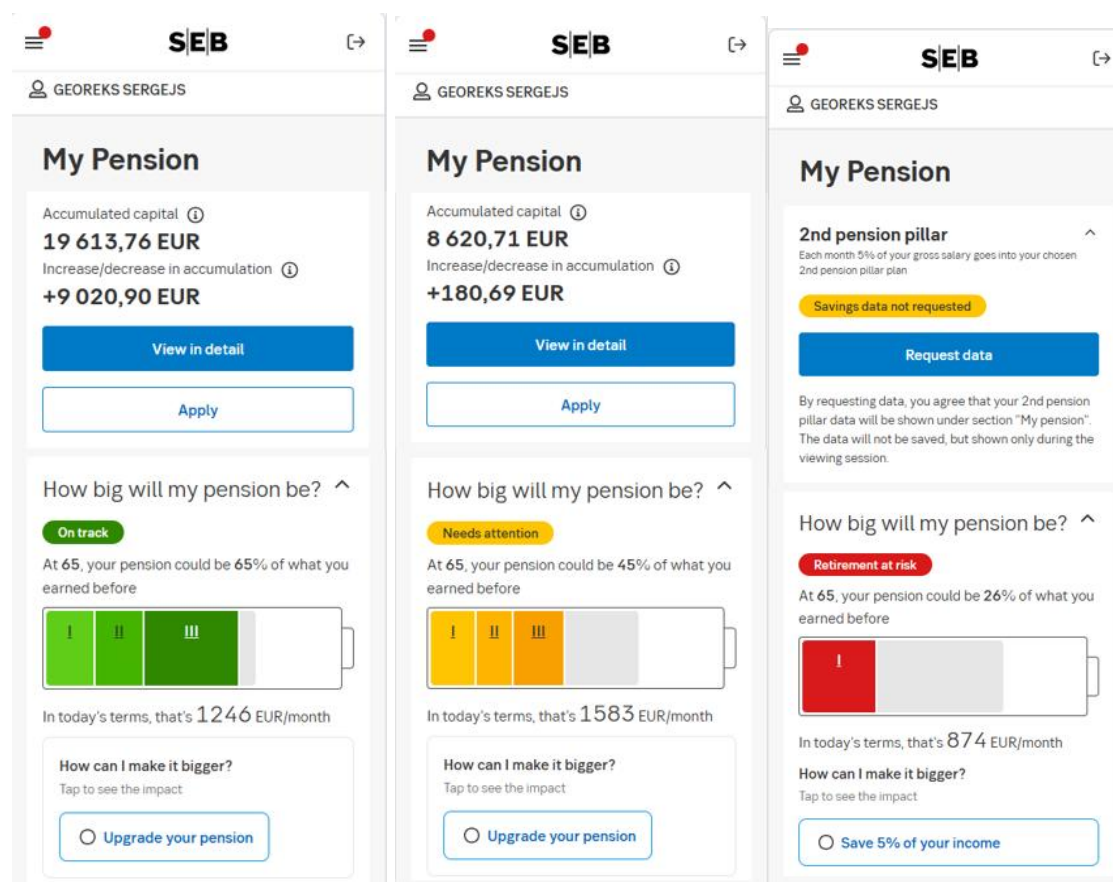 S|E|B
GEOREKS SERGEJS
My Pension
Accumulated capital
19 613,76 EUR
Increase/decrease in accumulation
+9 020,90 EUR
View in detail
Apply
How big will my pension be?
On track
At 65, your pension could be 65% of what you
earned before
I II III
In today's terms, that's 1246 EUR/month
How can I make it bigger?
Tap to see the impact
Upgrade your pension
S|E|B
GEOREKS SERGEJS
My Pension
Accumulated capital
8 620,71 EUR
Increase/decrease in accumulation
+180,69 EUR
View in detail
Apply
How big will my pension be?
Needs attention
At 65, your pension could be 45% of what you
earned before
I II III
In today's terms, that's 1583 EUR/month
How can I make it bigger?
Tap to see the impact
Upgrade your pension
S|E|B
GEOREKS SERGEJS
My Pension
2nd pension pillar
Each month 5% of your gross salary goes into your chosen
2nd pension pillar plan
Savings data not requested
Request data
By requesting data, you agree that your 2nd pension
pillar data will be shown under section "My pension".
The data will not be saved, but shown only during the
viewing session.
How big will my pension be?
Retirement at risk
At 65, your pension could be 26% of what you
earned before
I
In today's terms, that's 874 EUR/month
How can I make it bigger?
Tap to see the impact
Save 5% of your income